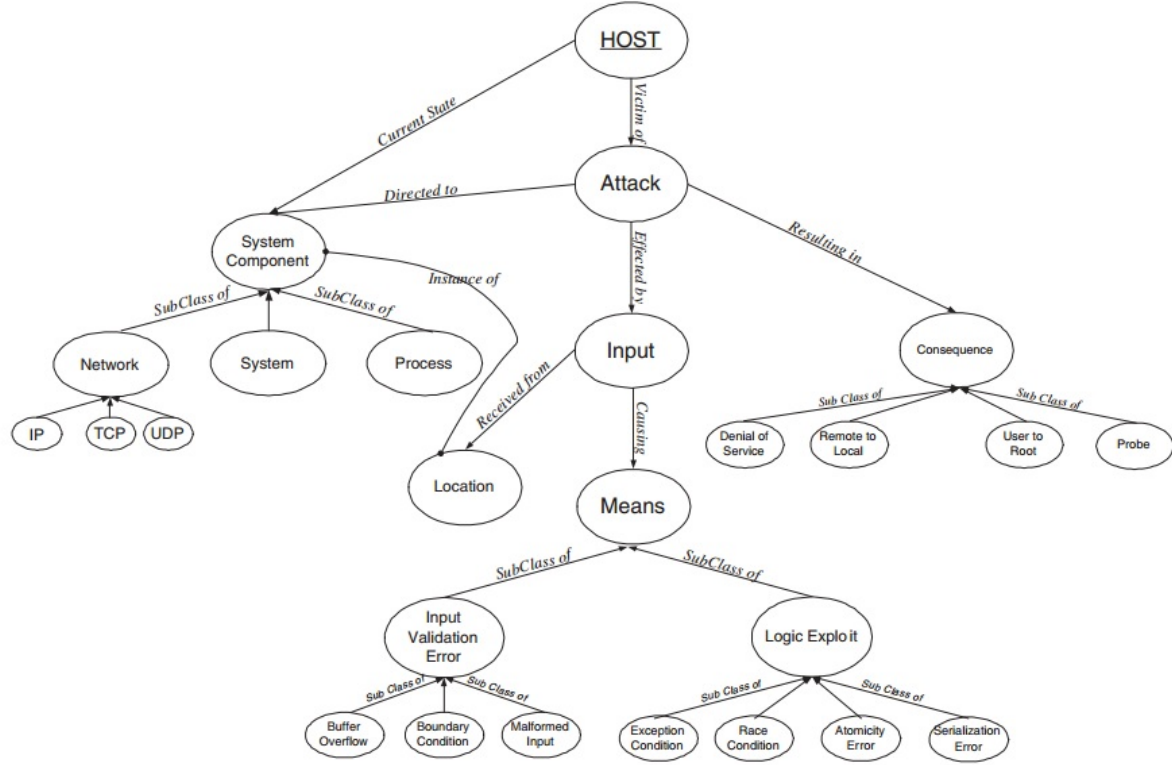 HOST
Current State
Victim of
Attack
Directed to
Effected by
Resulting in
System
Component
Instance of
SubClass of
SubClass of
Network
System
Process
Input
Consequence
Received from
Causing
Sub Class of
Sub Class of
IP
TCP
UDP
Denial of
Service
Remote to
Local
User to
Root
Probe
Location
Means
SubClass of
SubClass of
Input
Validation
Error
Logic Explo it
Sub Class of
Sub Class of
Sub Class of
Sub Class of
Buffer
Overflow
Boundary
Condition
Malformed
Input
Exception
Condition
Race
Condition
Atomicity
Error
Serialization
Error